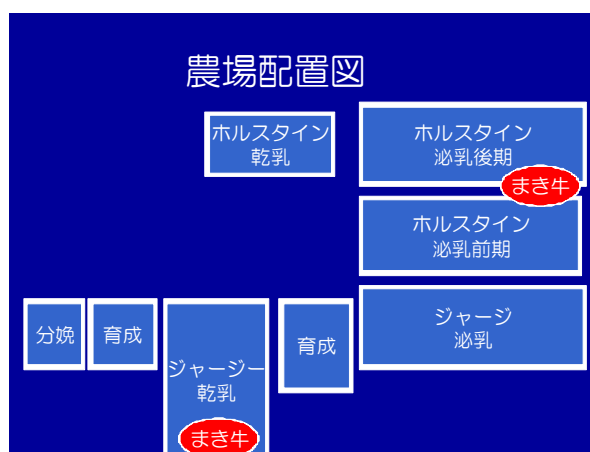 農場配置図
ホルスタイン
乾乳
ホルスタイン
泌乳後期
まき牛
ホルスタイン
泌乳前期
分娩
育成
ジャージー
乾乳
まき牛
育成
ジャージ
泌乳